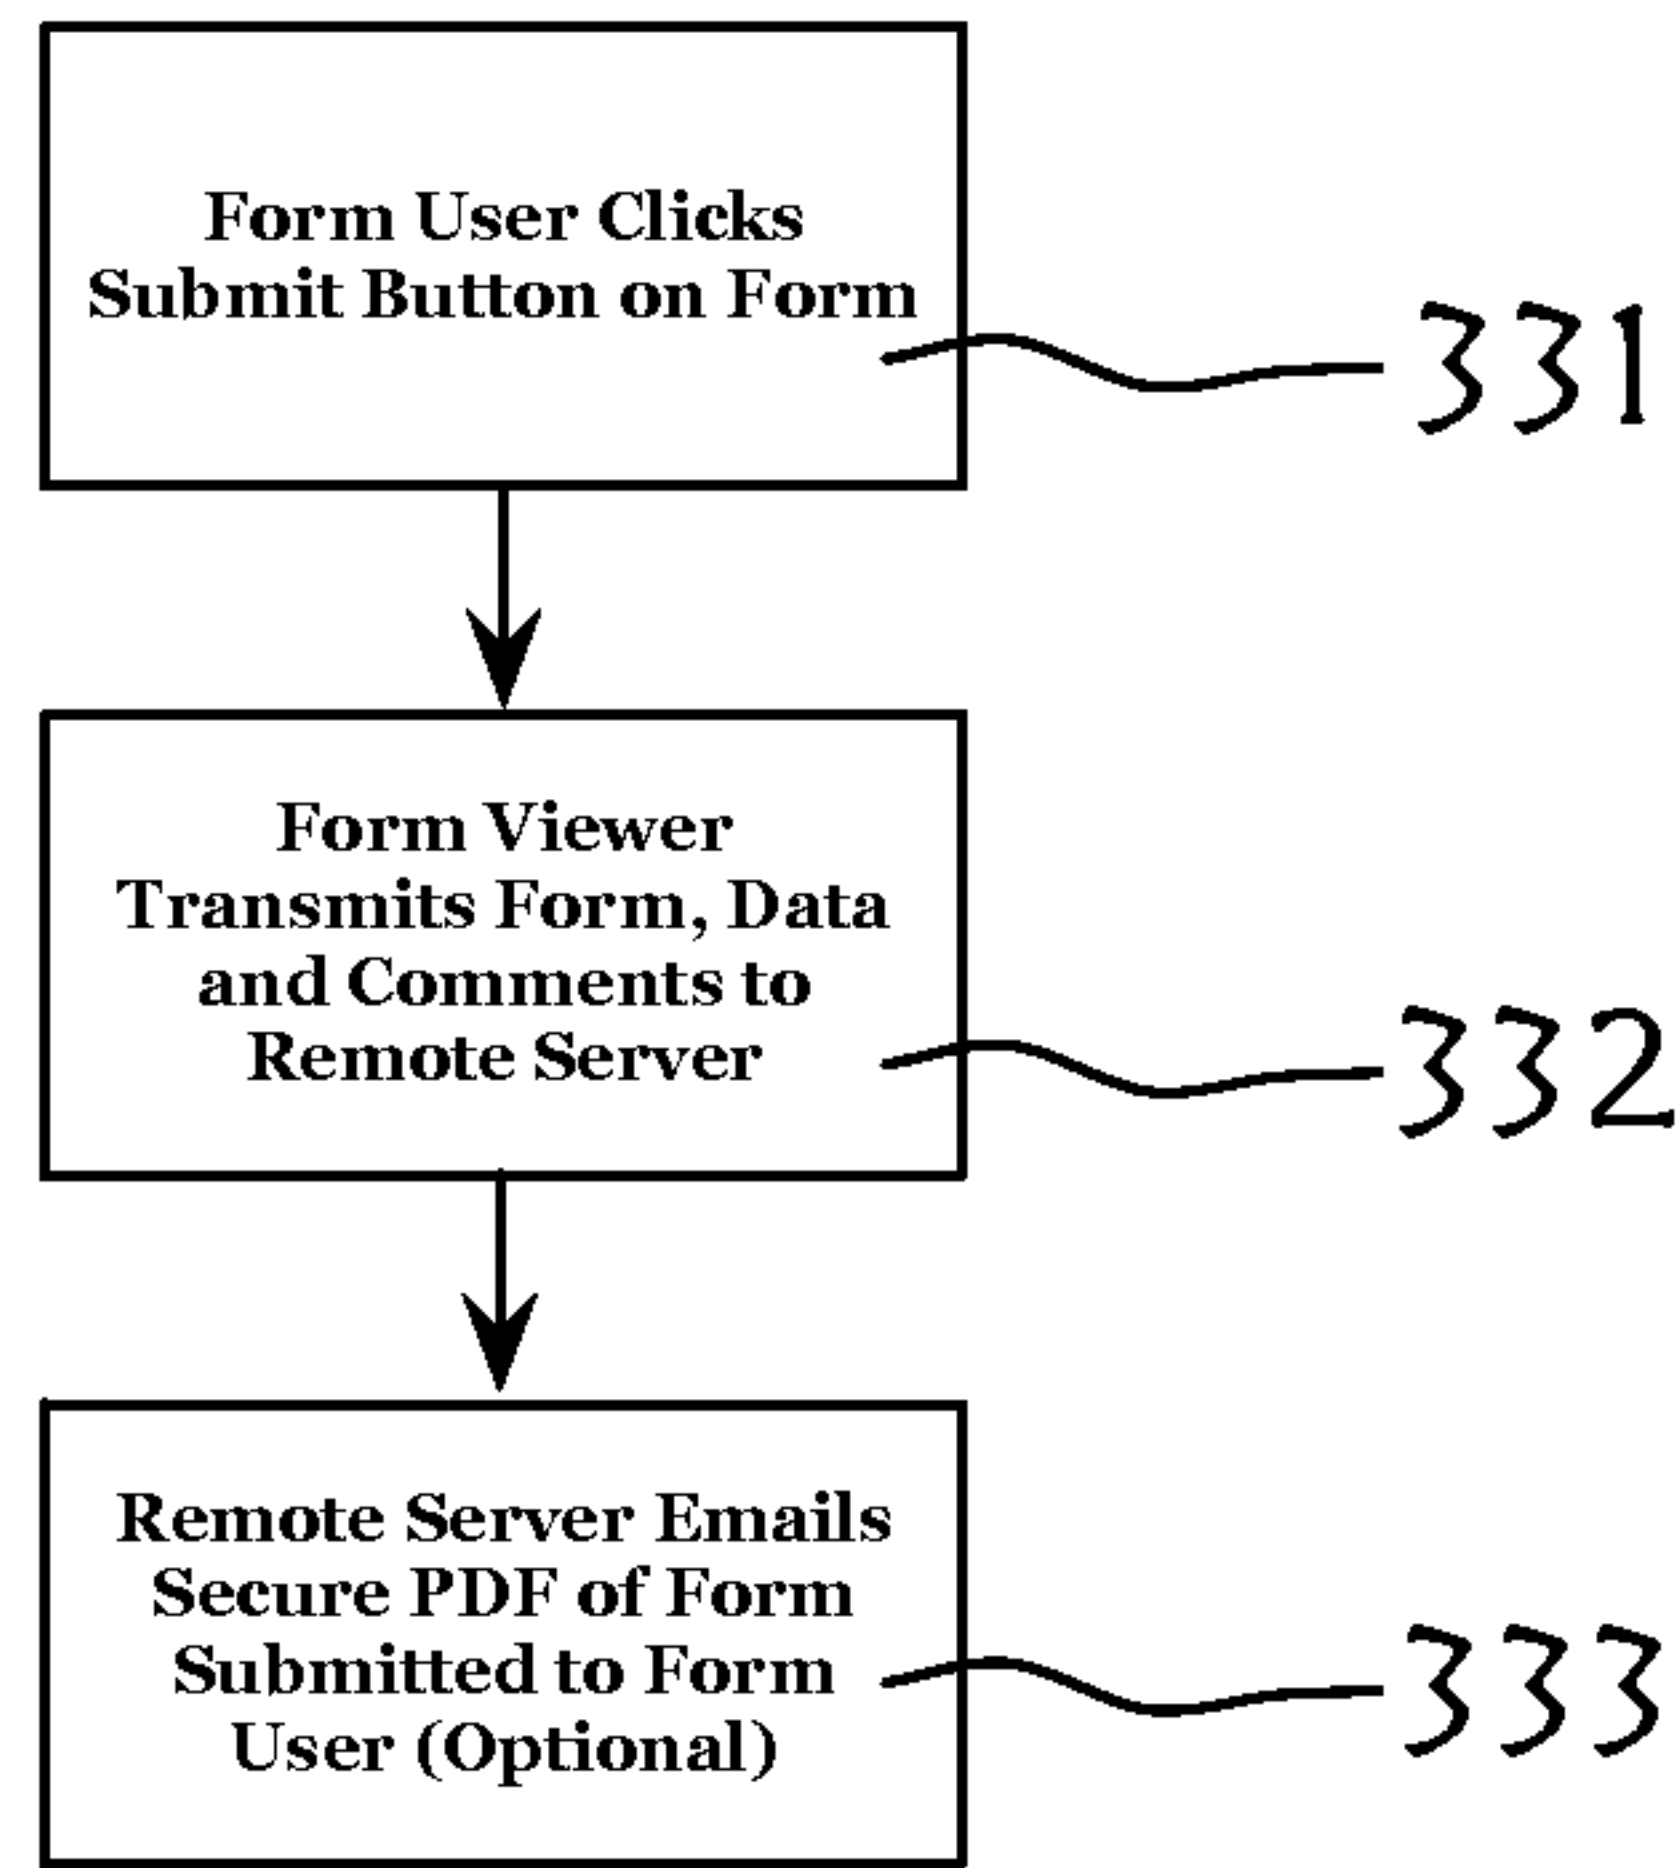 Form User Clicks
Submit Button on Form
331
Form Viewer
Transmits Form, Data
and Comments to
Remote Server
332
Remote Server Emails
Secure PDF of Form
Submitted to Form
User (Optional)
333